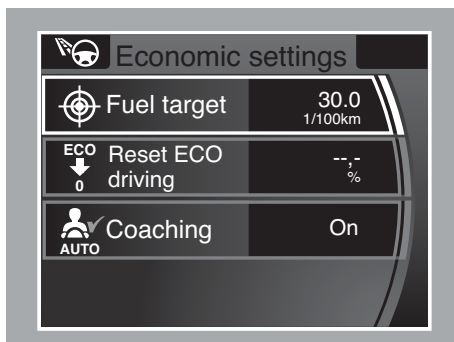 Economic settings
Fuel target
30.0
1/100km
ECO
0
Reset ECO
driving
--,-
%
AUTO
Coaching
On